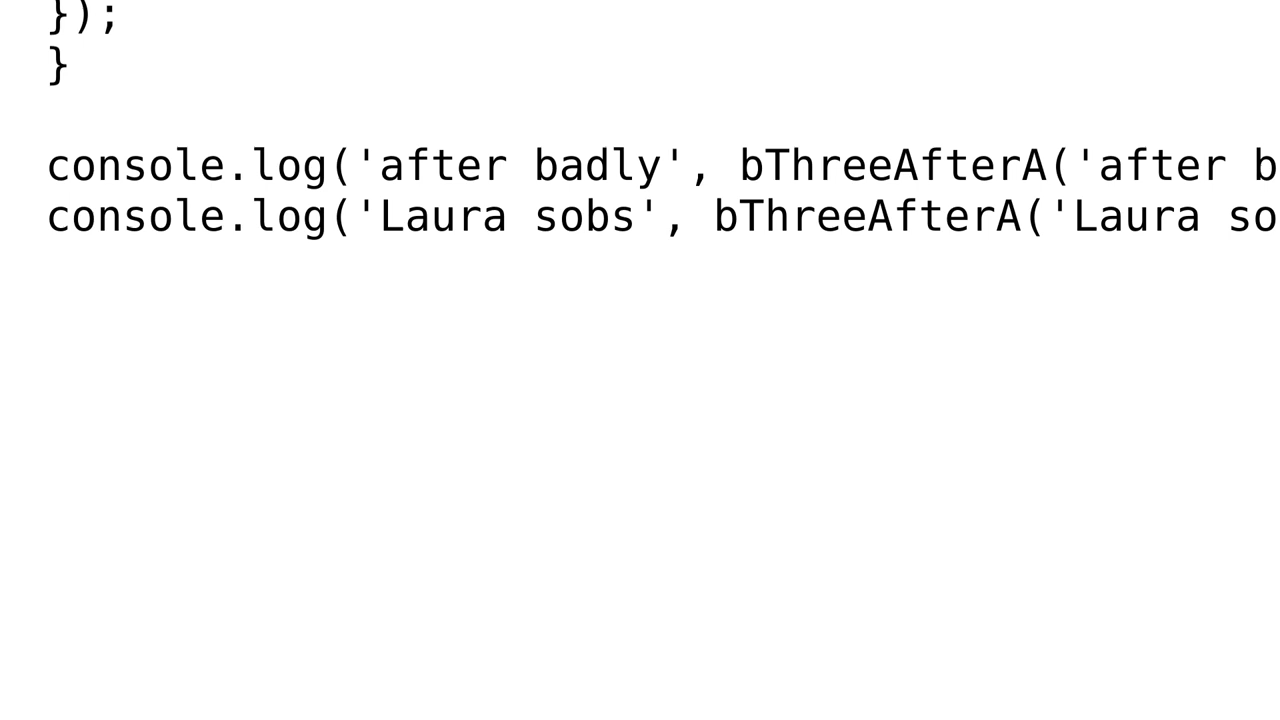 });
}
console.log('after badly', bThreeAfterA('after b
console.log('Laura sobs', bThreeAfterA('Laura so